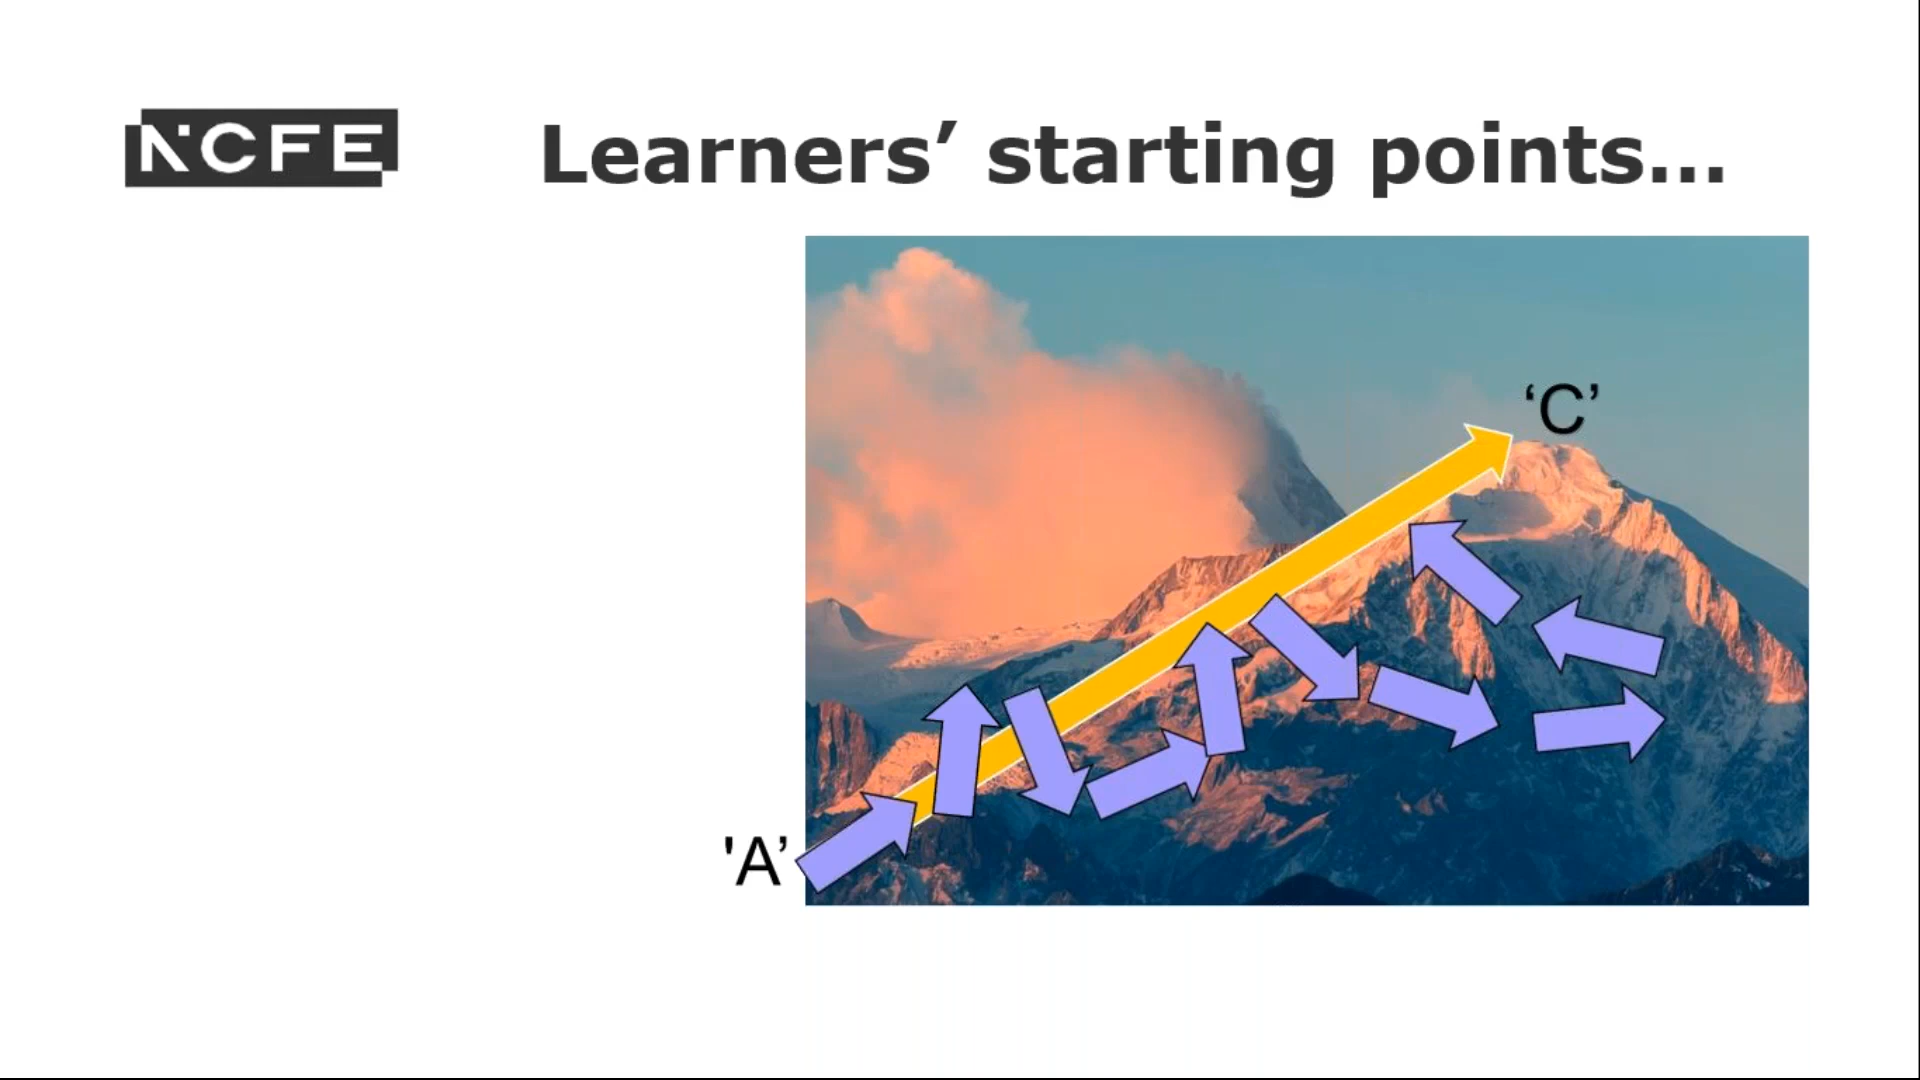 NCFE
Learners’ starting points...
‘C’
'A’